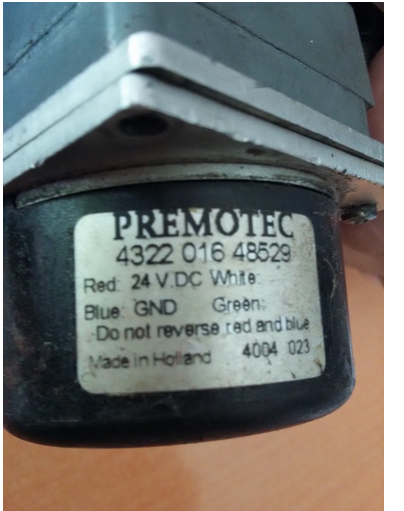 PREMOTEC
4322 016 48529
Red: 24 V.DC White:
Blue: GND Green:
Do not reverse red and blue
Made in Holland 4004 023